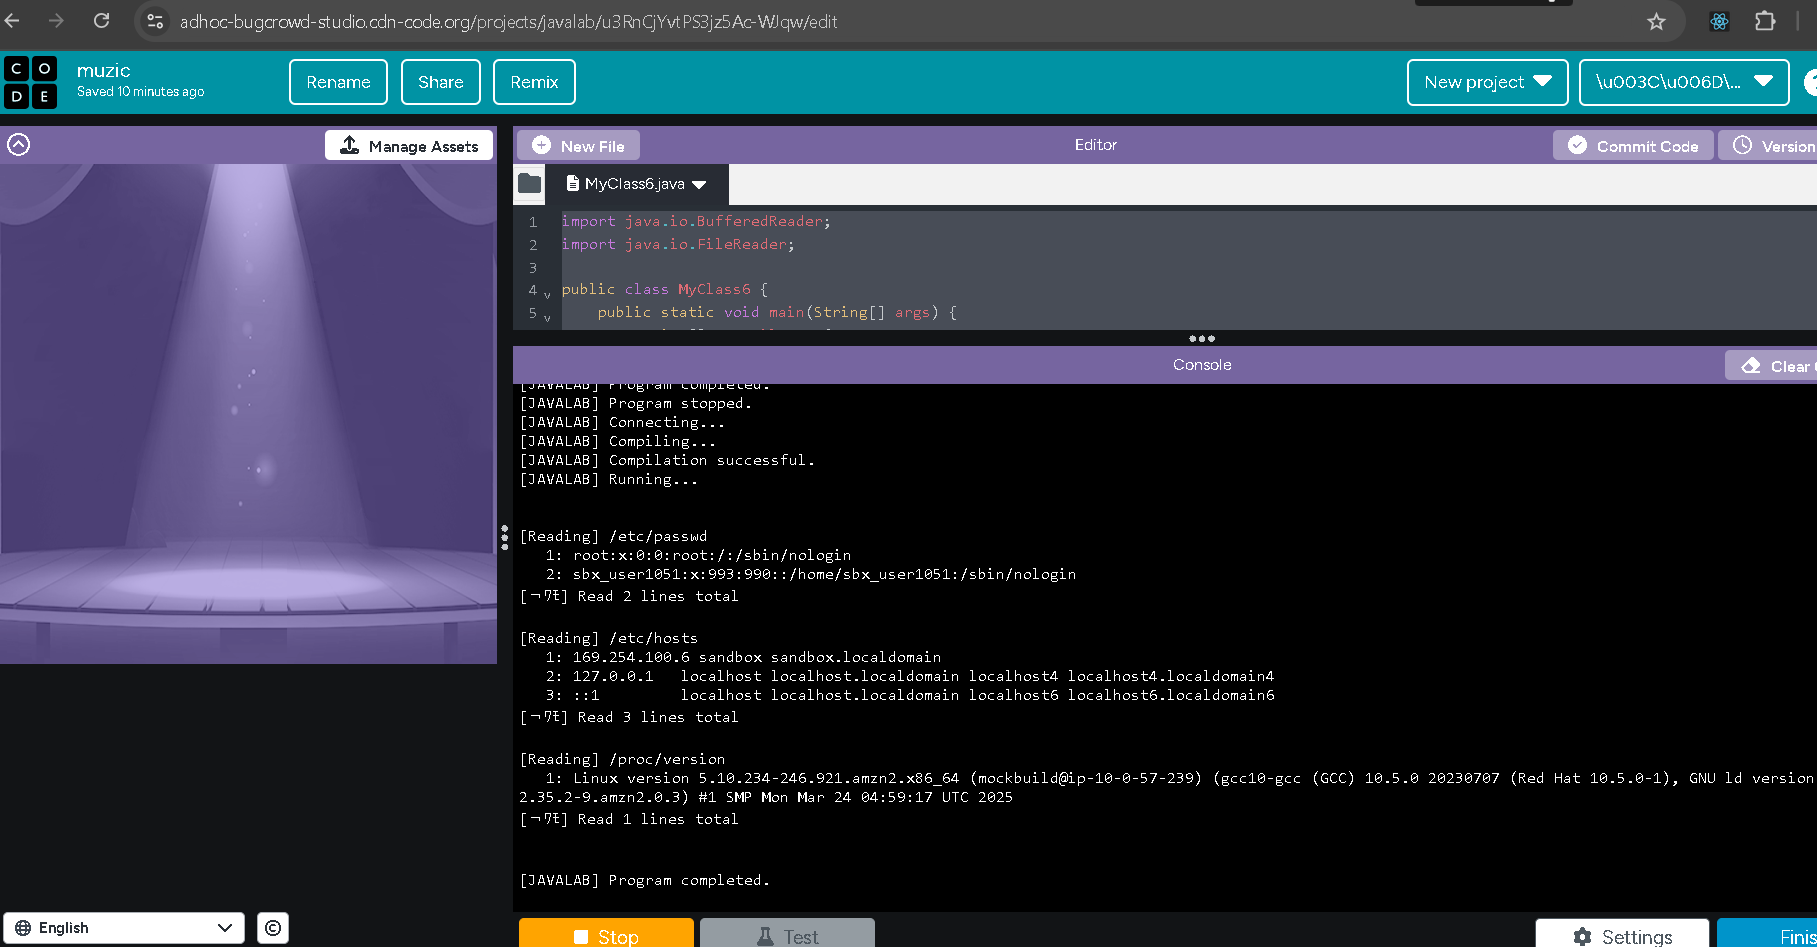 adhoc-bugcrowd-studio.cdn-code.org/projects/javalab/u3RnCjYvtPS3jz5Ac-WJqw/edit
C O
D E
muzic
Saved 10 minutes ago
Rename
Share
Remix
New project
\u003C\u006D\...
Manage Assets
New File
Editor
Commit Code
Version
MyClass6.java
1 import java.io.BufferedReader;
2 import java.io.FileReader;
3
4 public class MyClass6 {
5 public static void main(String[] args) {
Console
Clear
[JAVALAB] Program completed.
[JAVALAB] Program stopped.
[JAVALAB] Connecting...
[JAVALAB] Compiling...
[JAVALAB] Compilation successful.
[JAVALAB] Running...
[Reading] /etc/passwd
1: root:x:0:0:root:/:/sbin/nologin
2: sbx_user1051:x:993:990::/home/sbx_user1051:/sbin/nologin
Read 2 lines total
[Reading] /etc/hosts
1: 169.254.100.6 sandbox sandbox.localdomain
2: 127.0.0.1 localhost localhost.localdomain localhost4 localhost4.localdomain4
3: ::1 localhost localhost.localdomain localhost6 localhost6.localdomain6
Read 3 lines total
[Reading] /proc/version
1: Linux version 5.10.234-246.921.amzn2.x86_64 (mockbuild@ip-10-0-57-239) (gcc10-gcc (GCC) 10.5.0 20230707 (Red Hat 10.5.0-1), GNU ld version
2.35.2-9.amzn2.0.3) #1 SMP Mon Mar 24 04:59:17 UTC 2025
Read 1 lines total
[JAVALAB] Program completed.
English
©
Stop
Test
Settings
Finis